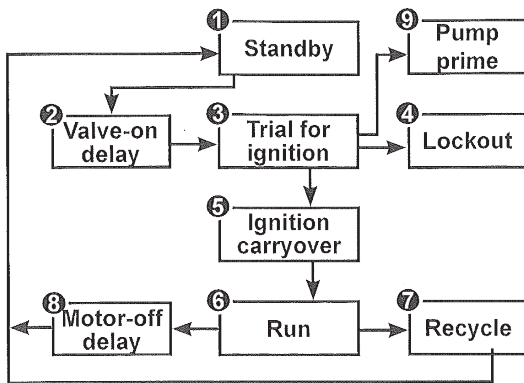 1
Standby
9
Pump
prime
2
Valve-on
delay
3
Trial for
ignition
4
Lockout
5
Ignition
carryover
8
Motor-off
delay
6
Run
7
Recycle